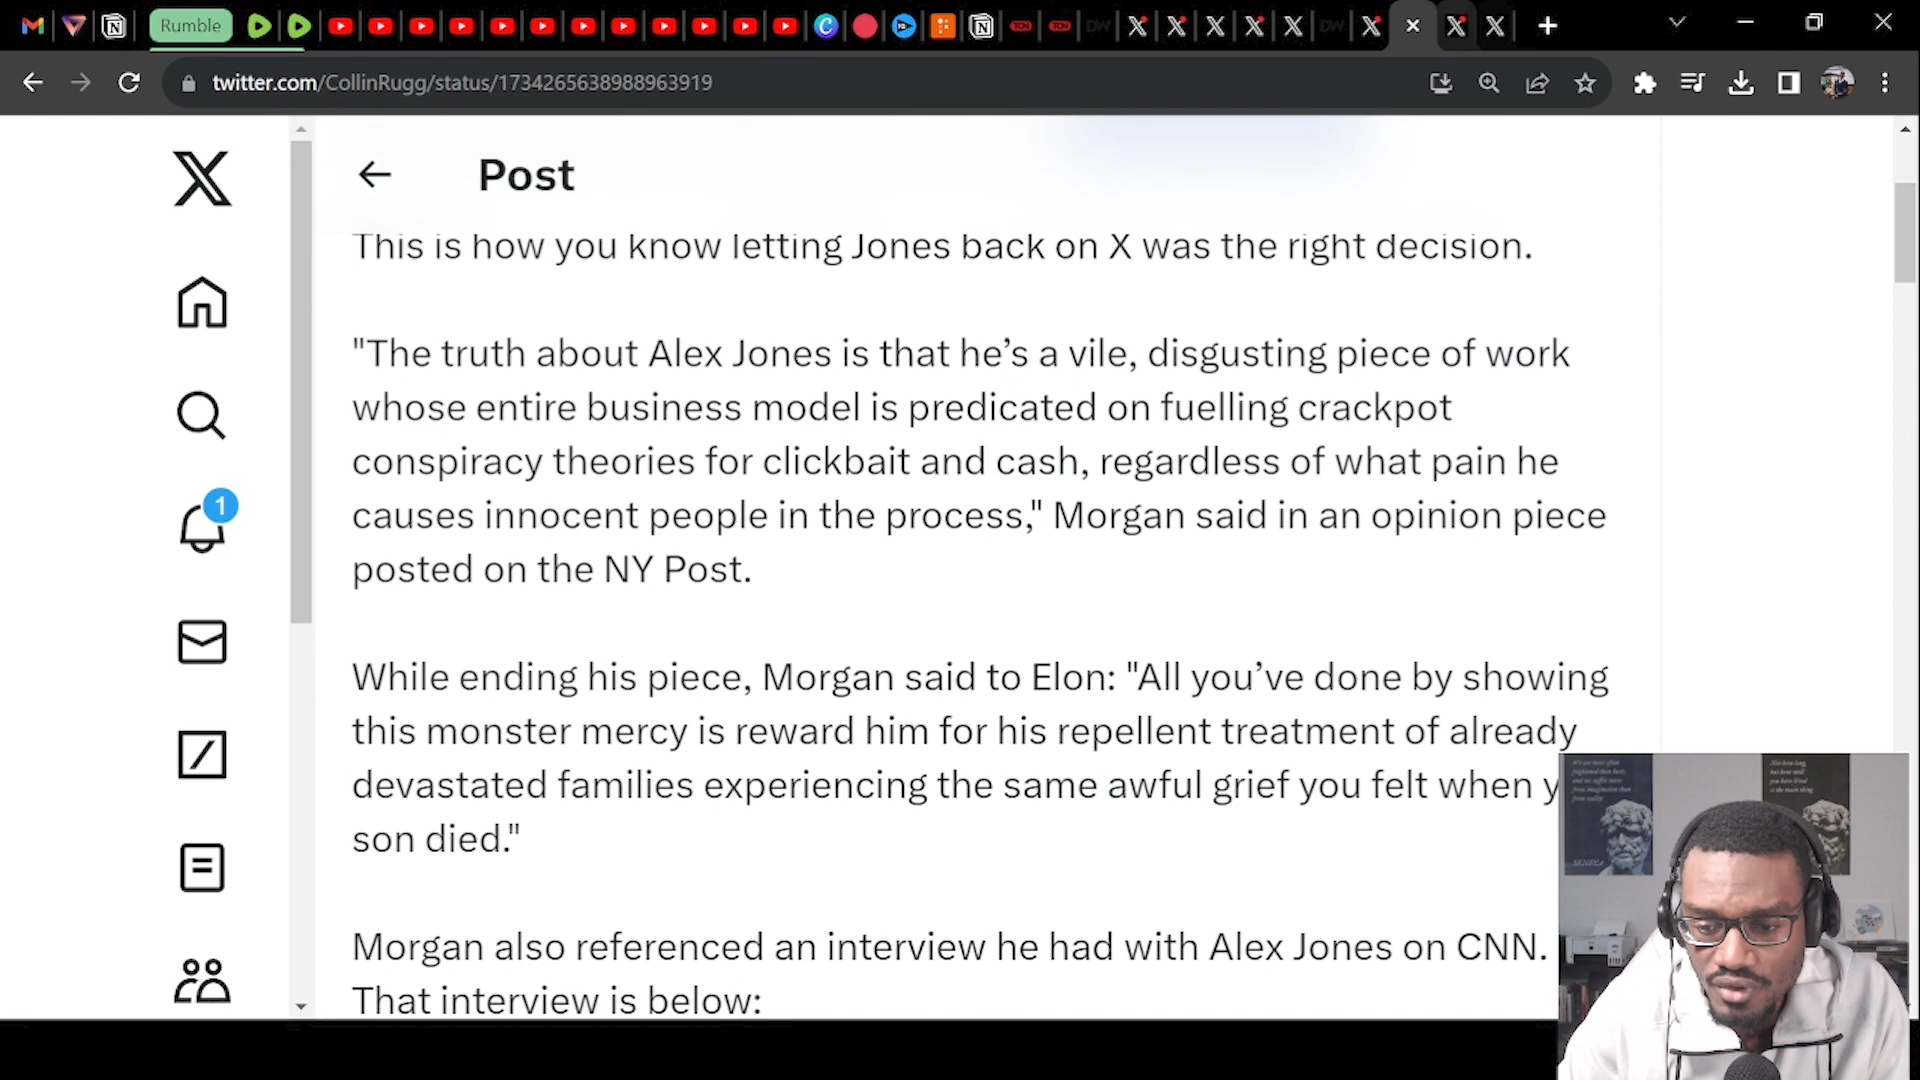 Rumble
twitter.com/CollinRugg/status/1734265638988963919
Post
This is how you know letting Jones back on X was the right decision.
"The truth about Alex Jones is that he’s a vile, disgusting piece of work
whose entire business model is predicated on fuelling crackpot
conspiracy theories for clickbait and cash, regardless of what pain he
causes innocent people in the process," Morgan said in an opinion piece
posted on the NY Post.
While ending his piece, Morgan said to Elon: "All you’ve done by showing
this monster mercy is reward him for his repellent treatment of already
devastated families experiencing the same awful grief you felt when y
son died."
Morgan also referenced an interview he had with Alex Jones on CNN.
That interview is below:
1
SENECA